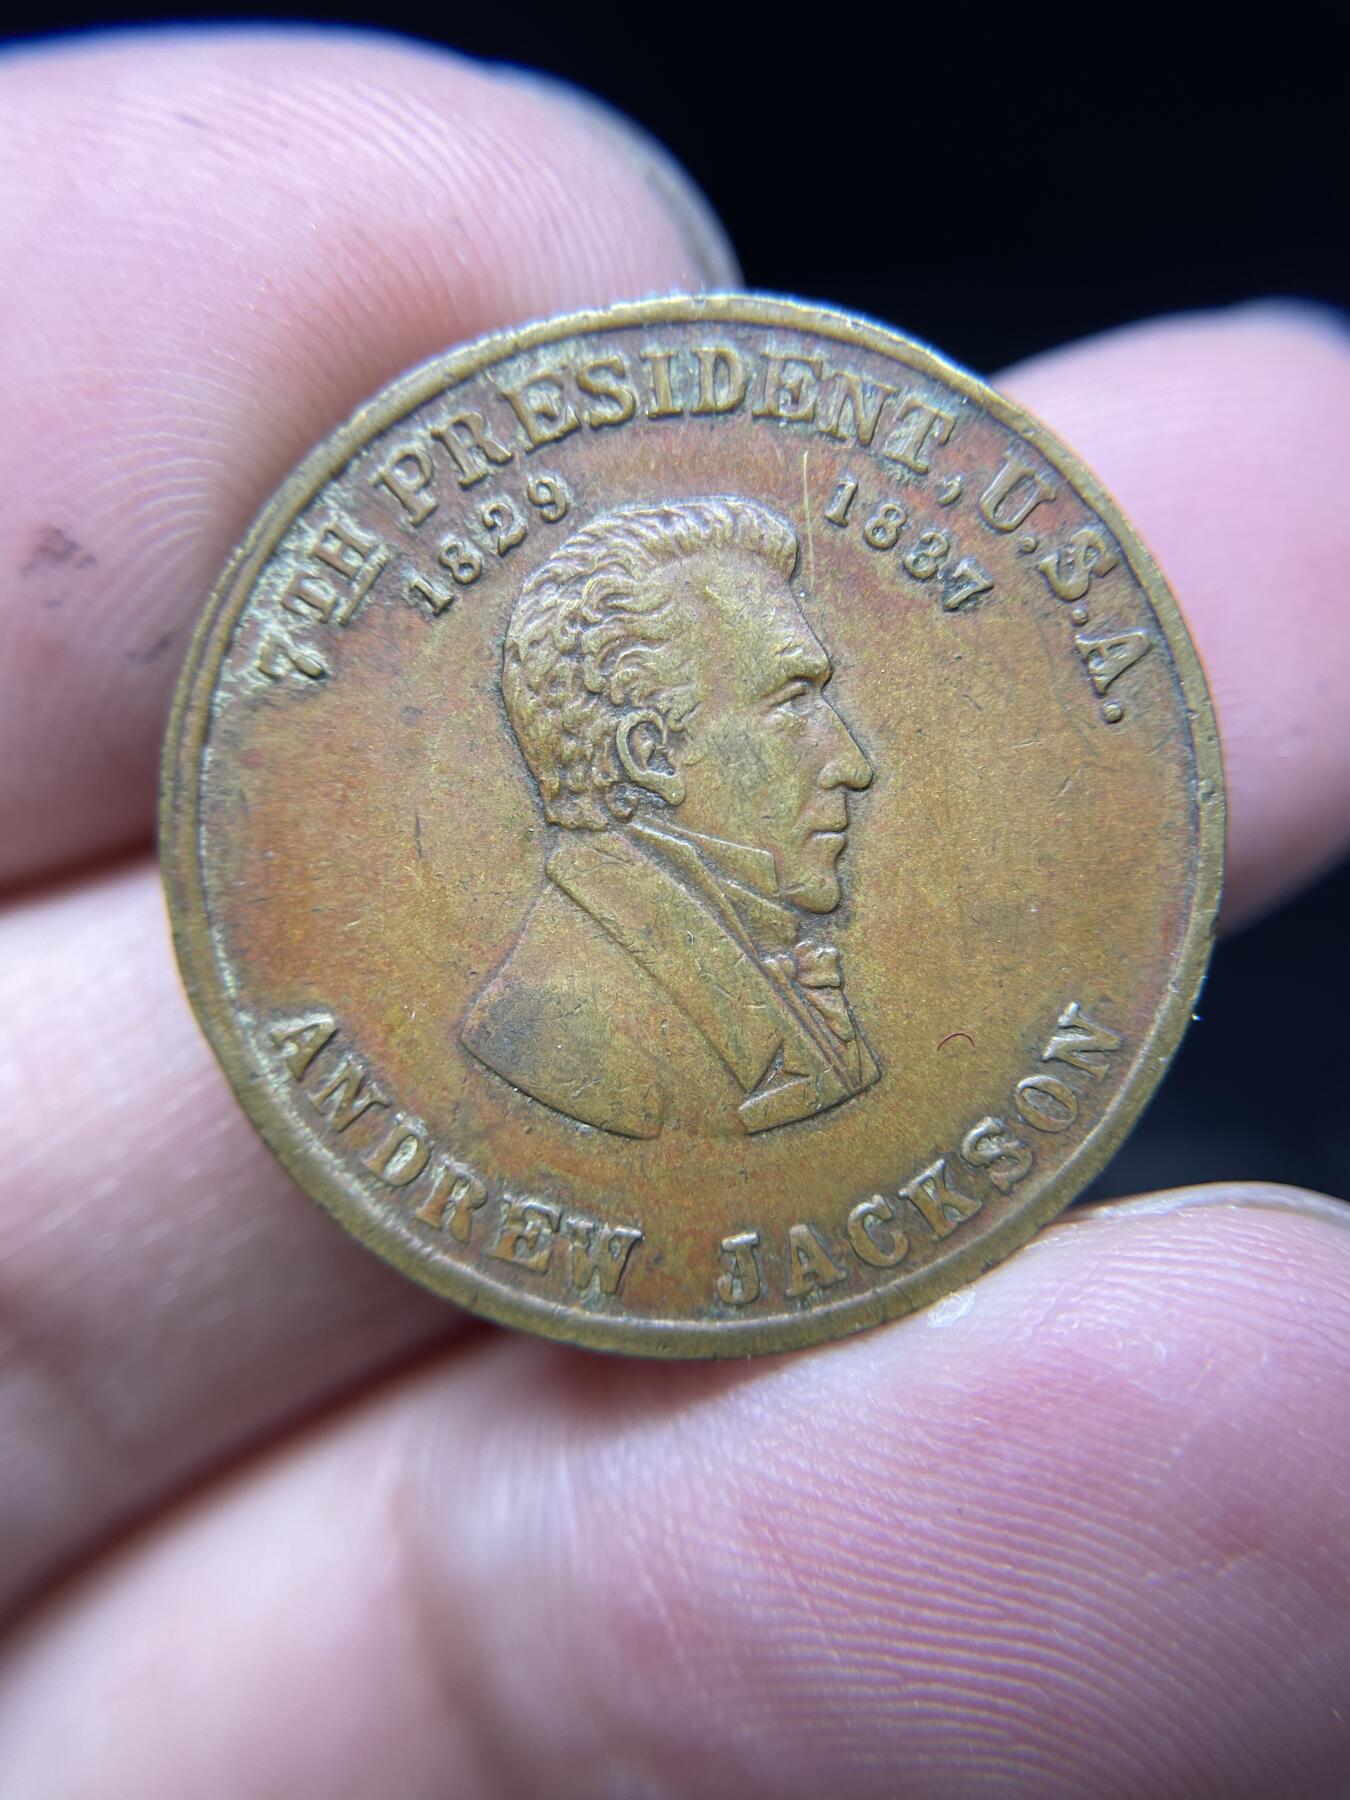 7TH PRESIDENT, U.S.A.
1829 1837
ANDREW JACKSON